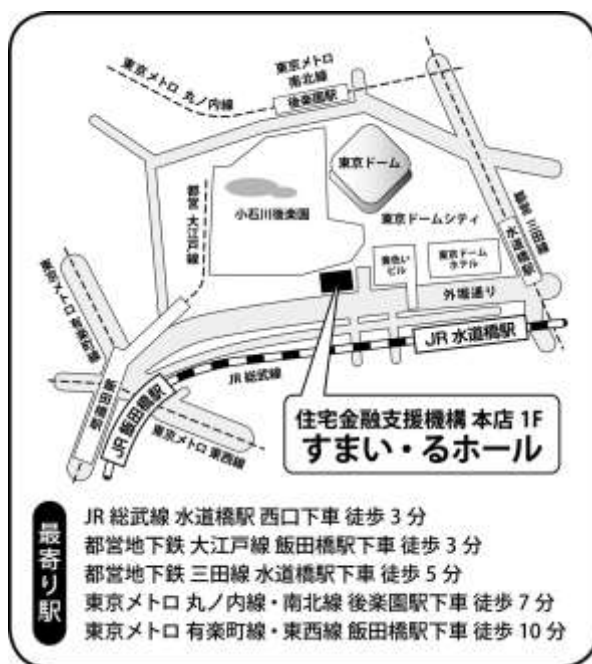 東京メトロ 丸ノ内線
東京メトロ
南北線
後楽園駅
東京ドーム
都営 大江戸線
小石川後楽園
東京ドームシティ
水道橋駅
黄色い
ビル
東京ドーム
ホテル
外堀通り
JR 水道橋駅
JR 総武線
飯田橋駅
JR 飯田橋駅
東京メトロ 東西線
住宅金融支援機構 本店 1F
すまい・るホール
最寄り駅
JR 総武線 水道橋駅 西口下車 徒歩 3 分
都営地下鉄 大江戸線 飯田橋駅下車 徒歩 3 分
都営地下鉄 三田線 水道橋駅下車 徒歩 5 分
東京メトロ 丸ノ内線・南北線 後楽園駅下車 徒歩 7 分
東京メトロ 有楽町線・東西線 飯田橋駅下車 徒歩 10 分